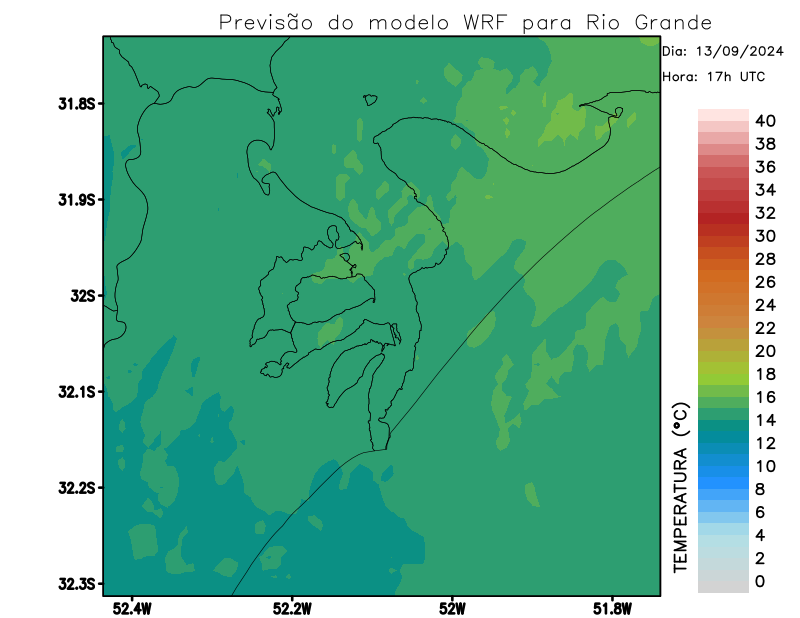 Previsão do modelo WRF para Rio Grande
Dia: 13/09/2024
Hora: 17h UTC
31.8S
31.9S
32S
32.1S
32.2S
32.3S
52.4W
52.2W
52W
51.8W
TEMPERATURA (°C)
40
38
36
34
32
30
28
26
24
22
20
18
16
14
12
10
8
6
4
2
0